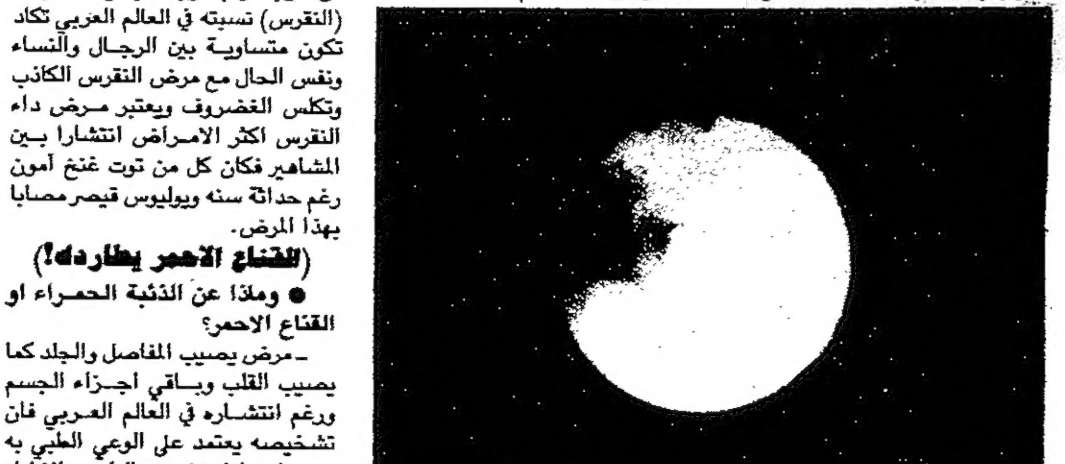 (النقرس) نسبته في العالم العربي تكاد
تكون متساوية بين الرجال والنساء
ونفس الحال مع مرض النقرس الكاذب
وتكلس الغضروف ويعتبر مرض داء
النقرس اكثر الامراض انتشارا بين
المشاهير فكان كل من توت غنخ آمون
رغم حداثة سنه ويوليوس قيصر مصابا
بهذا المرض.
(القناع الاحمر يطاردك!)
● وماذا عن الذئبة الحمراء او
القناع الاحمر؟
ـ مرض يصيب المفاصل والجلد كما
يصيب القلب وباقي اجزاء الجسم
ورغم انتشاره في العالم العربي فان
تشخيصه يعتمد على الوعي الطبي به